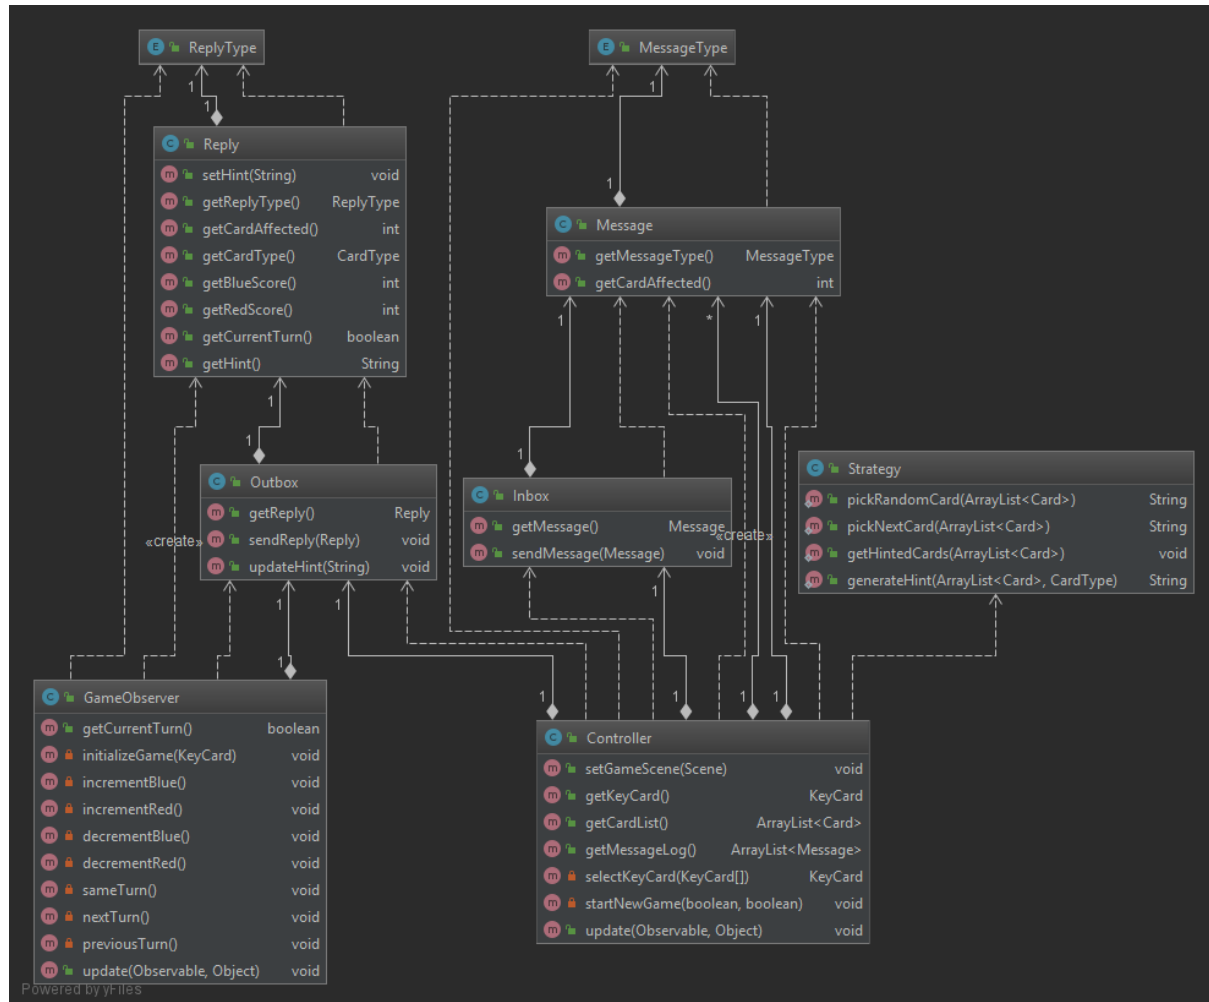 ReplyType
MessageType
1
1
1
1
Reply
setHint(String) void
getReplyType() ReplyType
getCardAffected() int
getCardType() CardType
getBlueScore() int
getRedScore() int
getCurrentTurn() boolean
getHint() String
Message
getMessageType() MessageType
getCardAffected() int
1
1
1
*
1
1
Outbox
getReply() Reply
sendReply(Reply) void
updateHint(String) void
«create»
Inbox
getMessage() Message
sendMessage(Message) void
«create»
Strategy
pickRandomCard(ArrayList<Card>) String
pickNextCard(ArrayList<Card>) String
getHintedCards(ArrayList<Card>) void
generateHint(ArrayList<Card>, CardType) String
1
1
1
1
1
1
1
1
GameObserver
getCurrentTurn() boolean
initializeGame(KeyCard) void
incrementBlue() void
incrementRed() void
decrementBlue() void
decrementRed() void
sameTurn() void
nextTurn() void
previousTurn() void
update(Observable, Object) void
Controller
setGameScene(Scene) void
getKeyCard() KeyCard
getCardList() ArrayList<Card>
getMessageLog() ArrayList<Message>
selectKeyCard(KeyCard[]) KeyCard
startNewGame(boolean, boolean) void
update(Observable, Object) void
Powered by yFiles